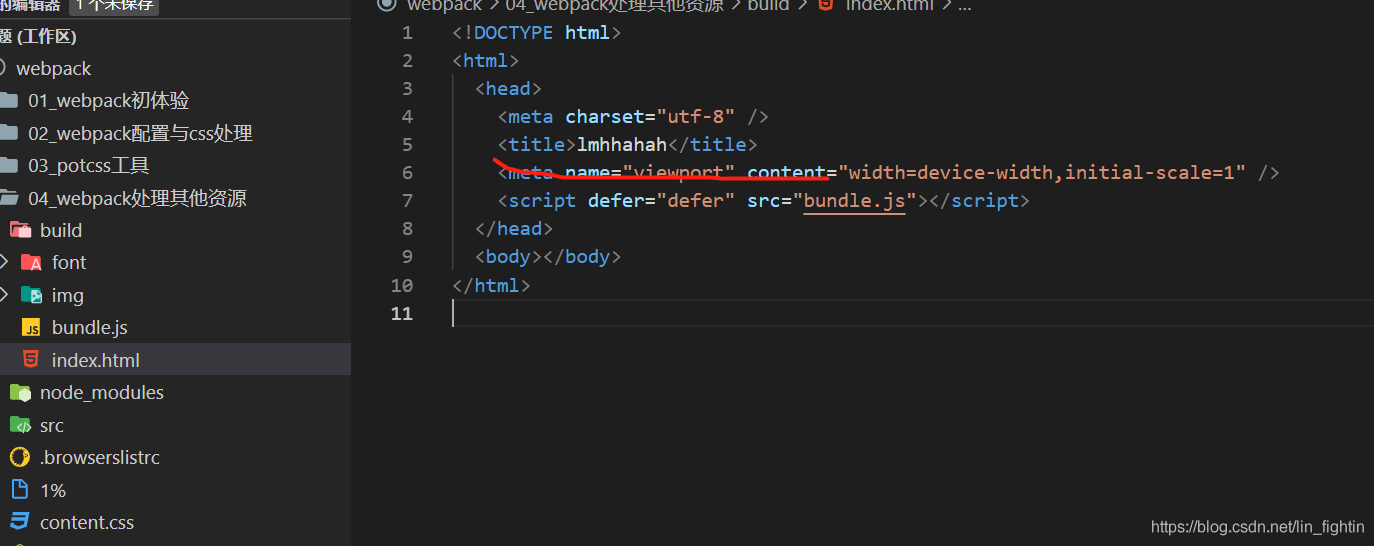 的编辑器 1 个未保存
题 (工作区)
webpack
01_webpack初体验
02_webpack配置与css处理
03_potcss工具
04_webpack处理其他资源
build
font
img
bundle.js
index.html
node_modules
src
.browserslistrc
1%
content.css
webpack > 04_webpack处理其他资源 > build > index.html > ...
1 <!DOCTYPE html>
2 <html>
3 <head>
4 <meta charset="utf-8" />
5 <title>lmhhahah</title>
6 <meta name="viewport" content="width=device-width,initial-scale=1" />
7 <script defer="defer" src="bundle.js"></script>
8 </head>
9 <body></body>
10 </html>
11
https://blog.csdn.net/lin_fightin